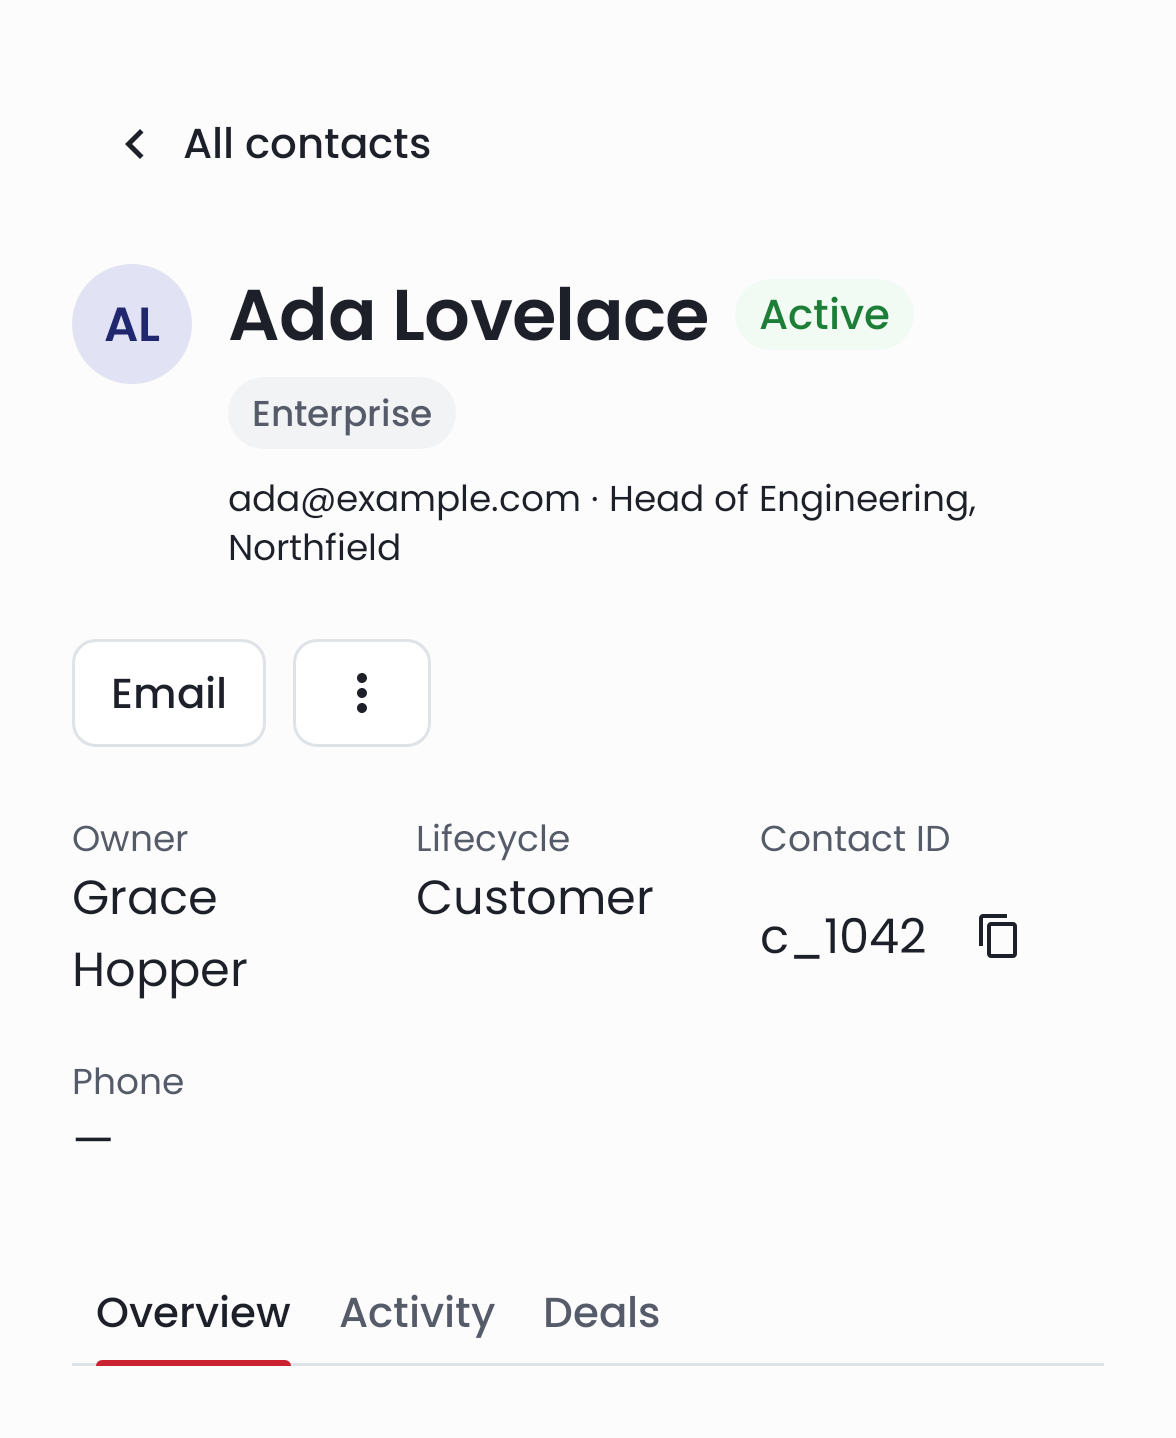 All contacts
AL
Ada Lovelace
Active
Enterprise
ada@example.com · Head of Engineering,
Northfield
Email
Owner
Grace
Hopper
Lifecycle
Customer
Contact ID
c_1042
Phone
—
Overview
Activity
Deals